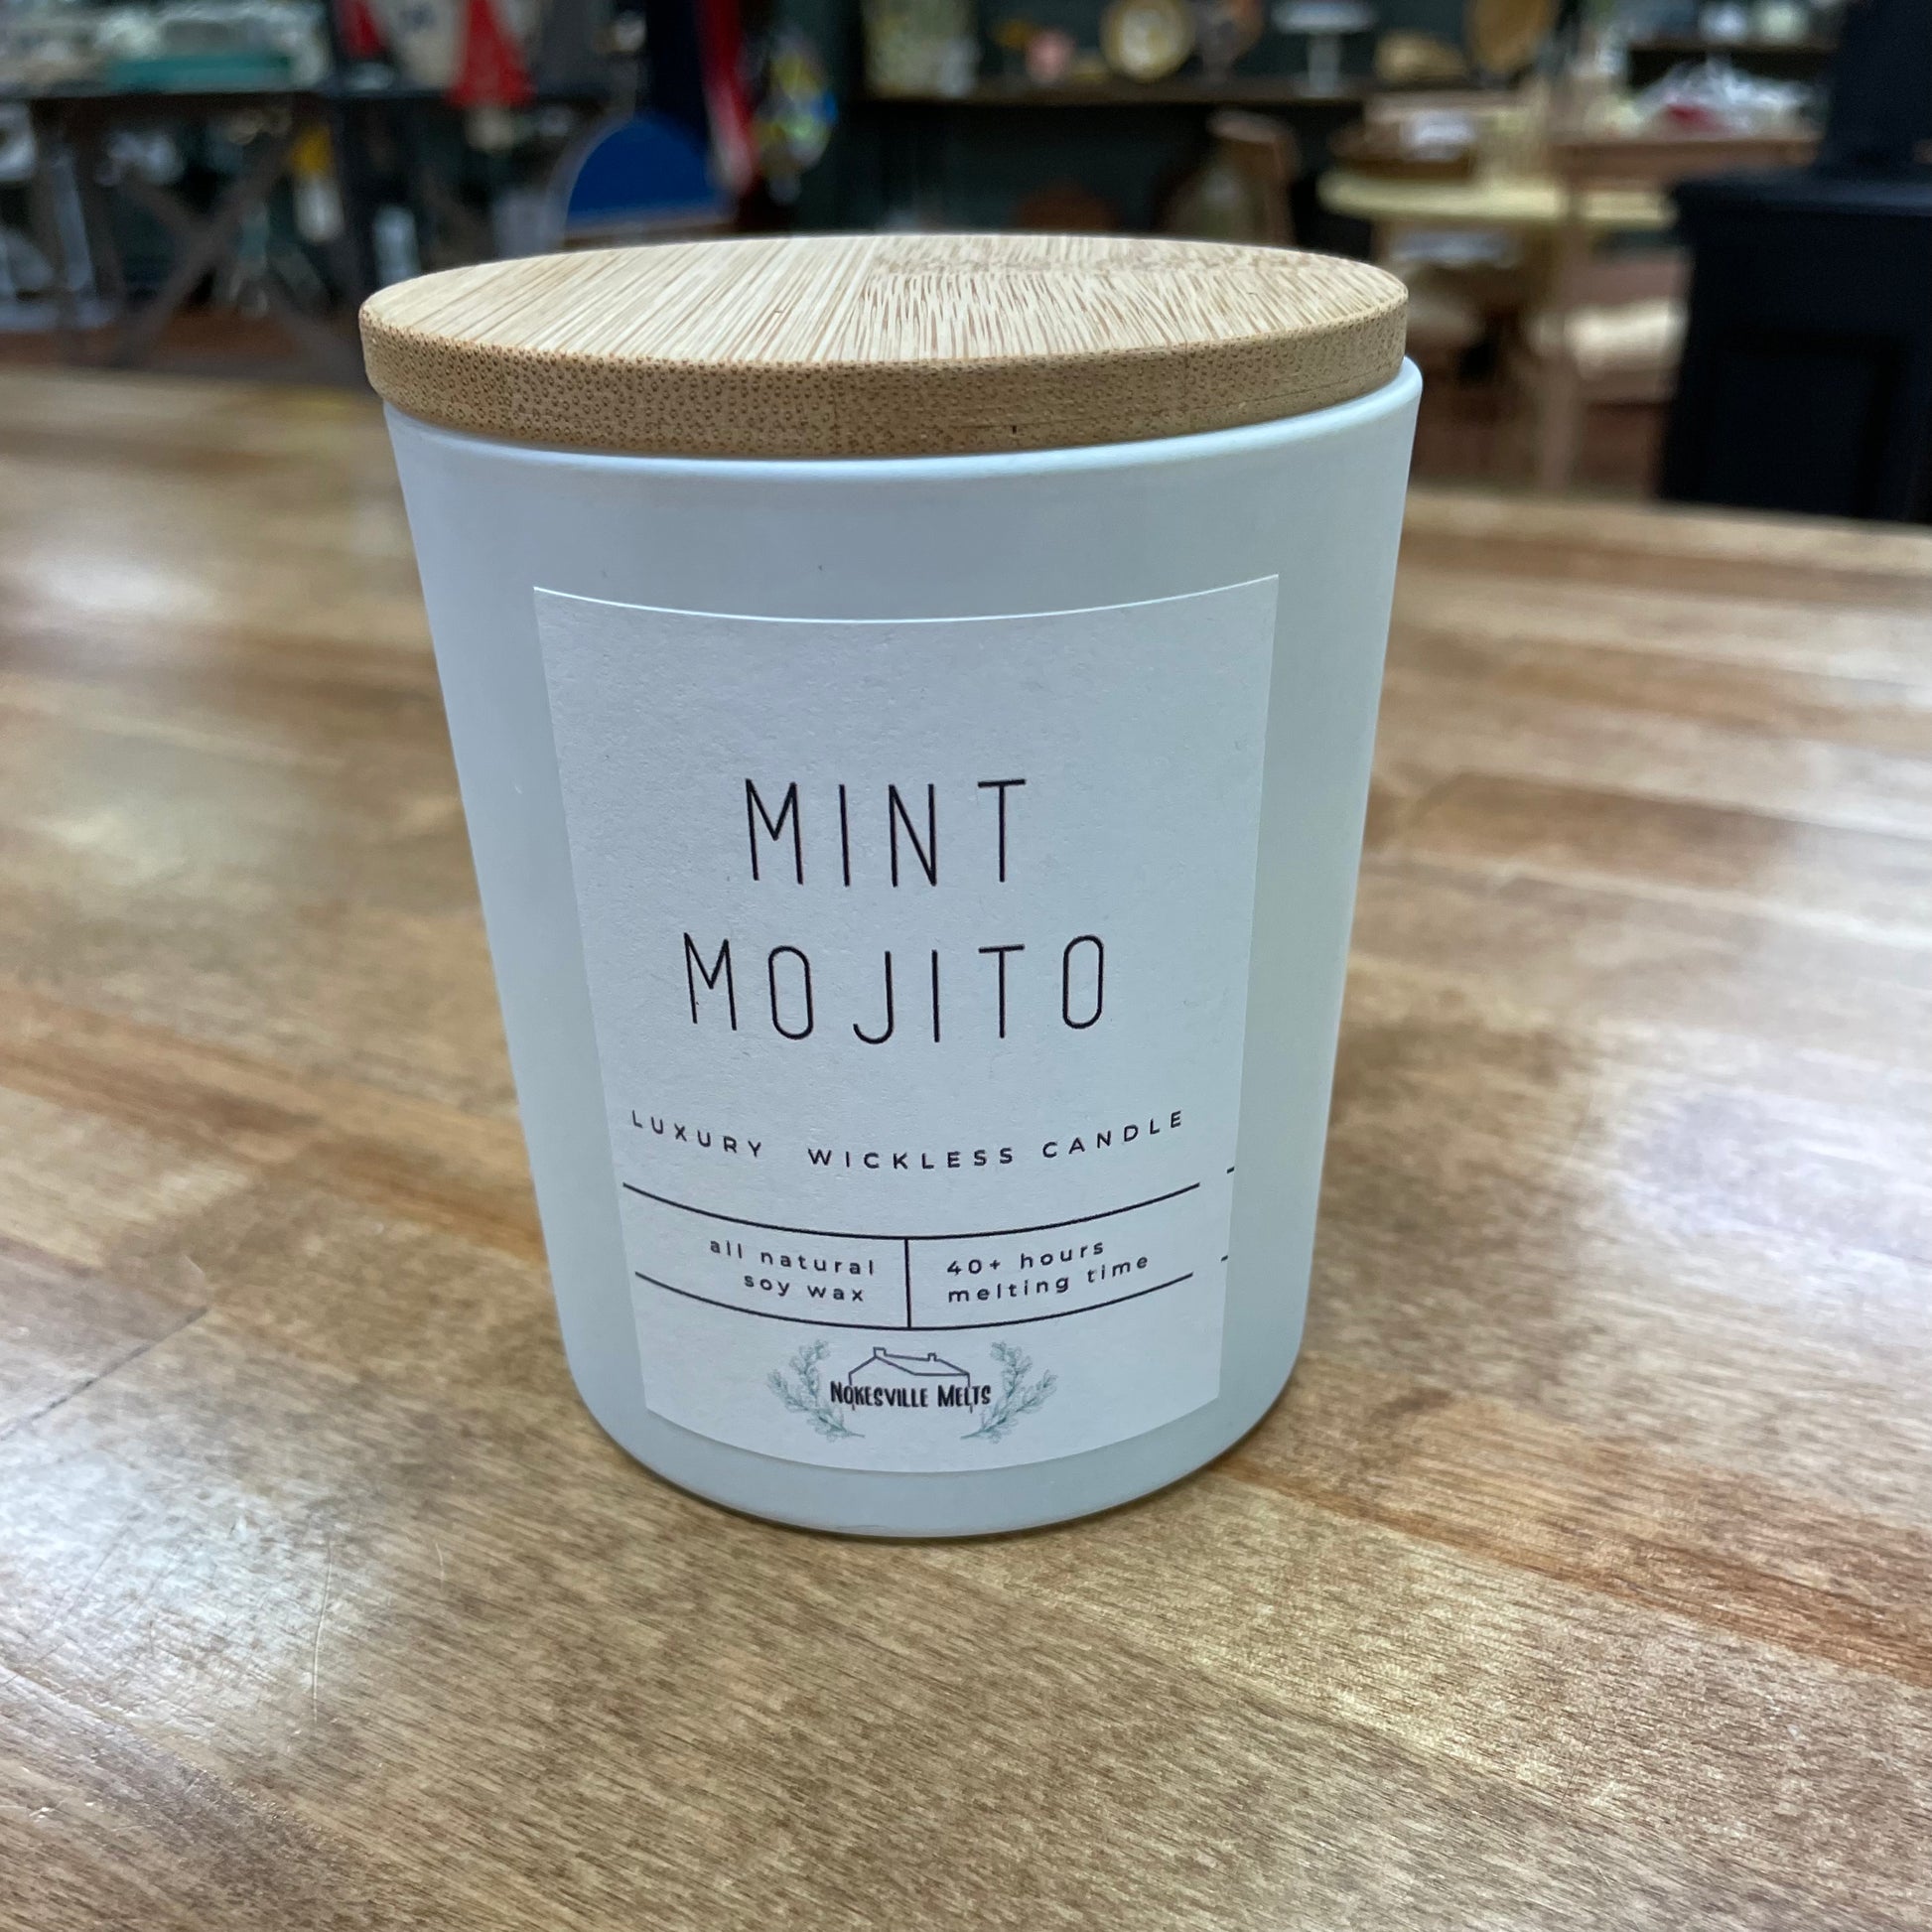 MINT
MOJITO
LUXURY WICKLESS CANDLE
all natural
soy wax
40+ hours
melting time
NOKESVILLE MELTS